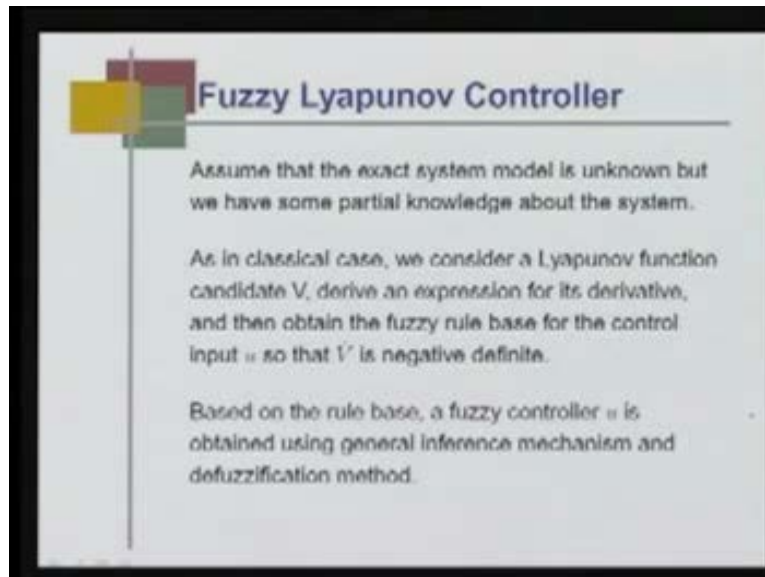 Fuzzy Lyapunov Controller
Assume that the exact system model is unknown but
we have some partial knowledge about the system.
As in classical case, we consider a Lyapunov function
candidate V, derive an expression for its derivative,
and then obtain the fuzzy rule base for the control
input u so that V̇ is negative definite.
Based on the rule base, a fuzzy controller u is
obtained using general inference mechanism and
defuzzification method.